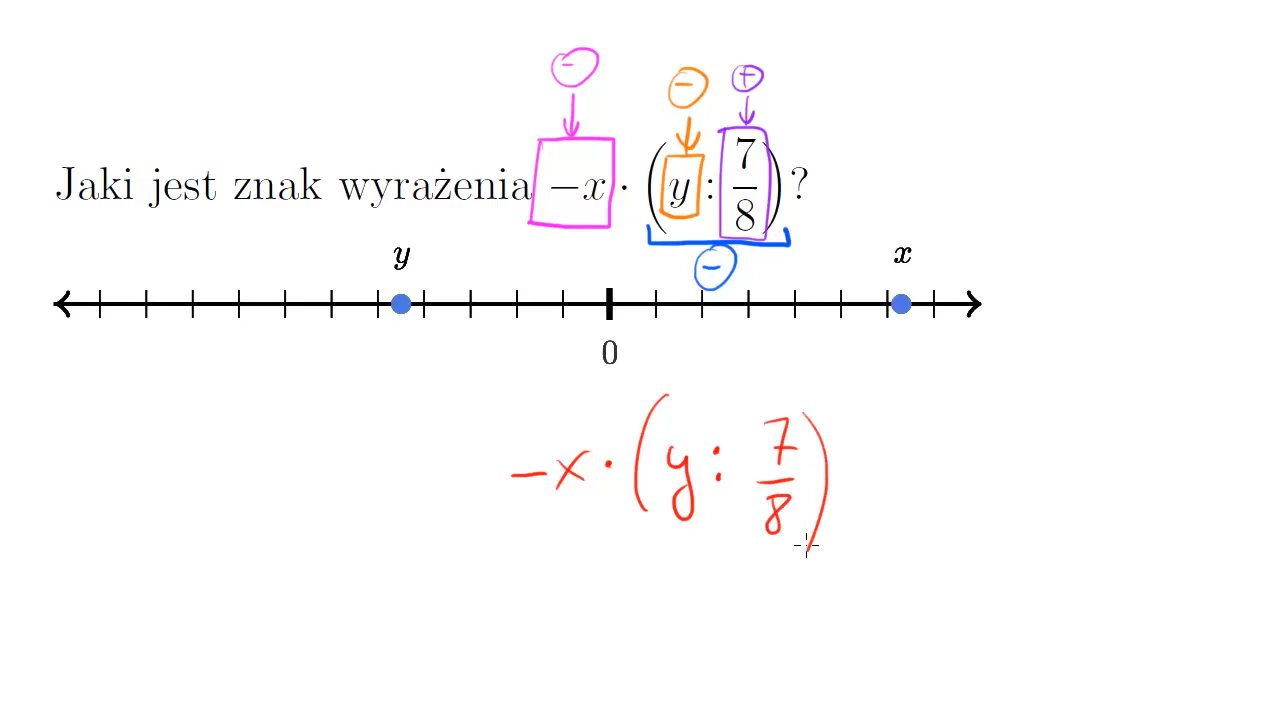 - - +
Jaki jest znak wyrażenia −x · (y : 7/8)?
-
y x
0
-x · (y : 7/8)